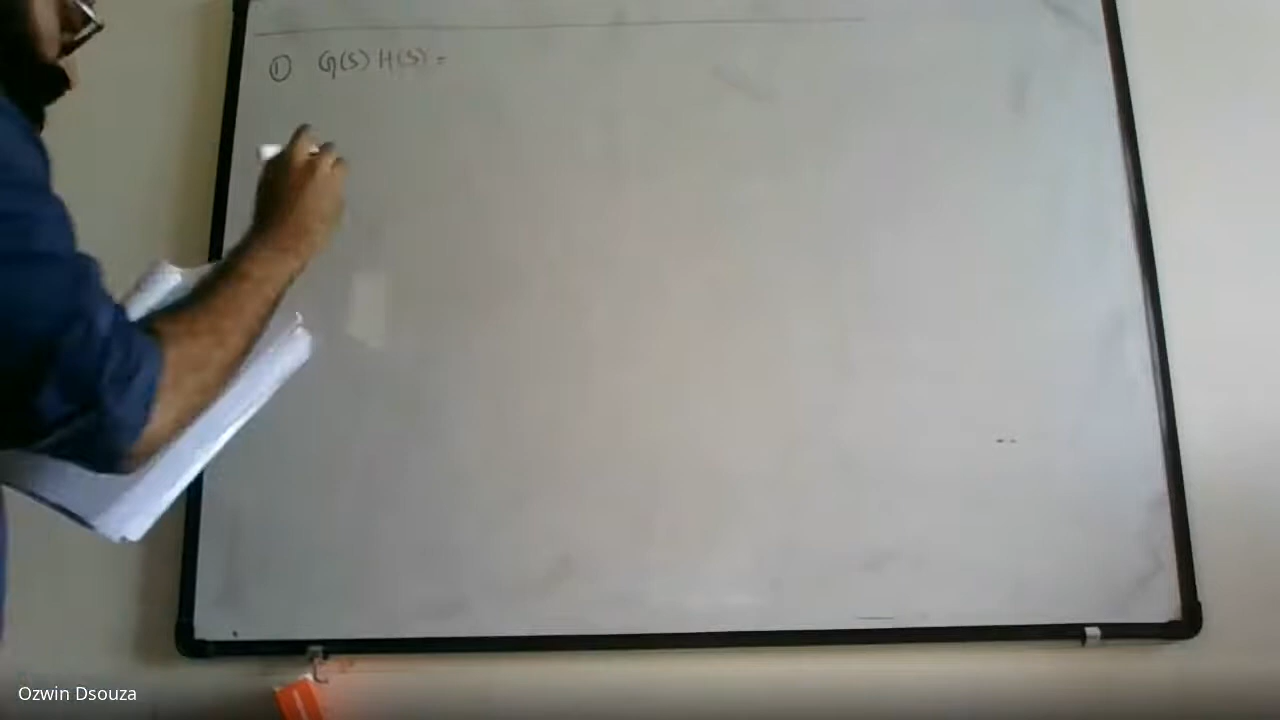 ① G(s) H(s) =
Ozwin Dsouza